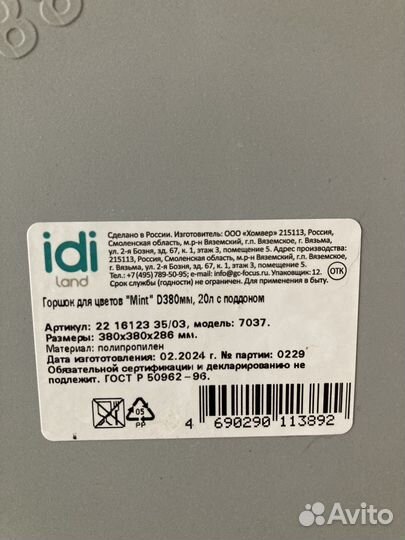 88
idi
land
Сделано в России. Изготовитель: ООО «Хомвер» 215113, Россия,
Смоленская область, м.р-н Вяземский, г.п. Вяземское, г. Вязьма,
ул. 2-я Бозня, зд. 67, к. 1, этаж 3, помещение 5. Адрес производства:
215113, Россия, Смоленская область, м.р-н Вяземский, г.п. Вяземское,
г. Вязьма, ул. 2-я Бозня, зд. 67, к. 1, этаж 3, помещение 5.
Тел.: +7(495)789-50-95; e-mail: info@gc-focus.ru. Упаковщик: 12.
Срок службы (годности) не ограничен. Для применения в быту.
ОТК
Горшок для цветов "Mint" D380мм, 20л с поддоном
Артикул: 22 16123 35/03, модель: 7037.
Размеры: 380х380х286 мм.
Материал: полипропилен
Дата изготовления: 02.2024 г. № партии: 0229
Обязательной сертификации и декларированию не
подлежит. ГОСТ Р 50962-96.
05
PP
4 690290 113892
Avito